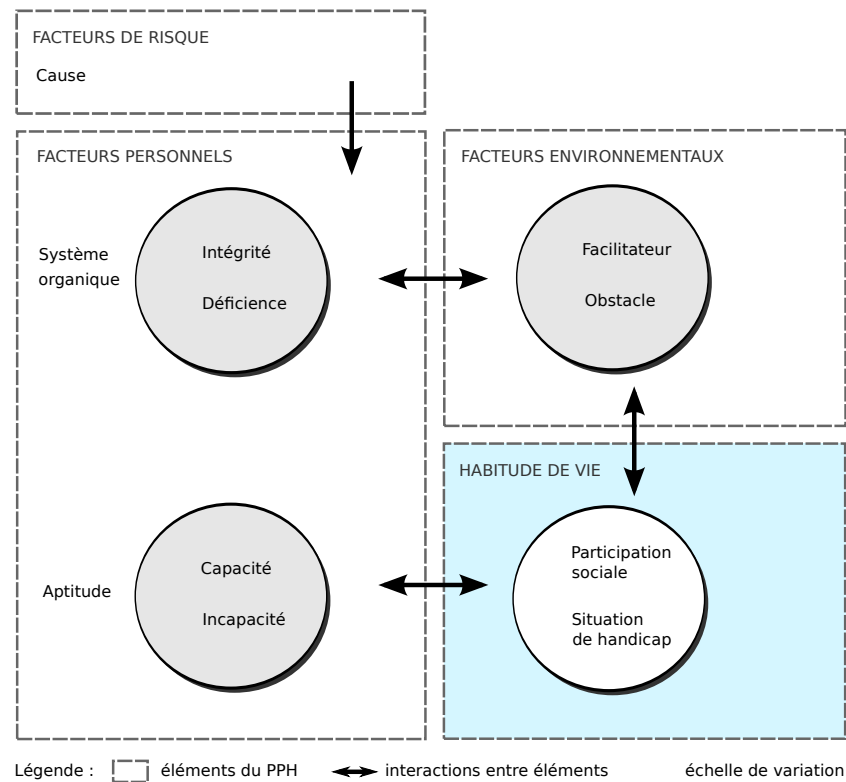 FACTEURS DE RISQUE
Cause
FACTEURS PERSONNELS
Système
organique
Intégrité
Déficience
Aptitude
Capacité
Incapacité
FACTEURS ENVIRONNEMENTAUX
Facilitateur
Obstacle
HABITUDE DE VIE
Participation
sociale
Situation
de handicap
Légende : éléments du PPH interactions entre éléments échelle de variation